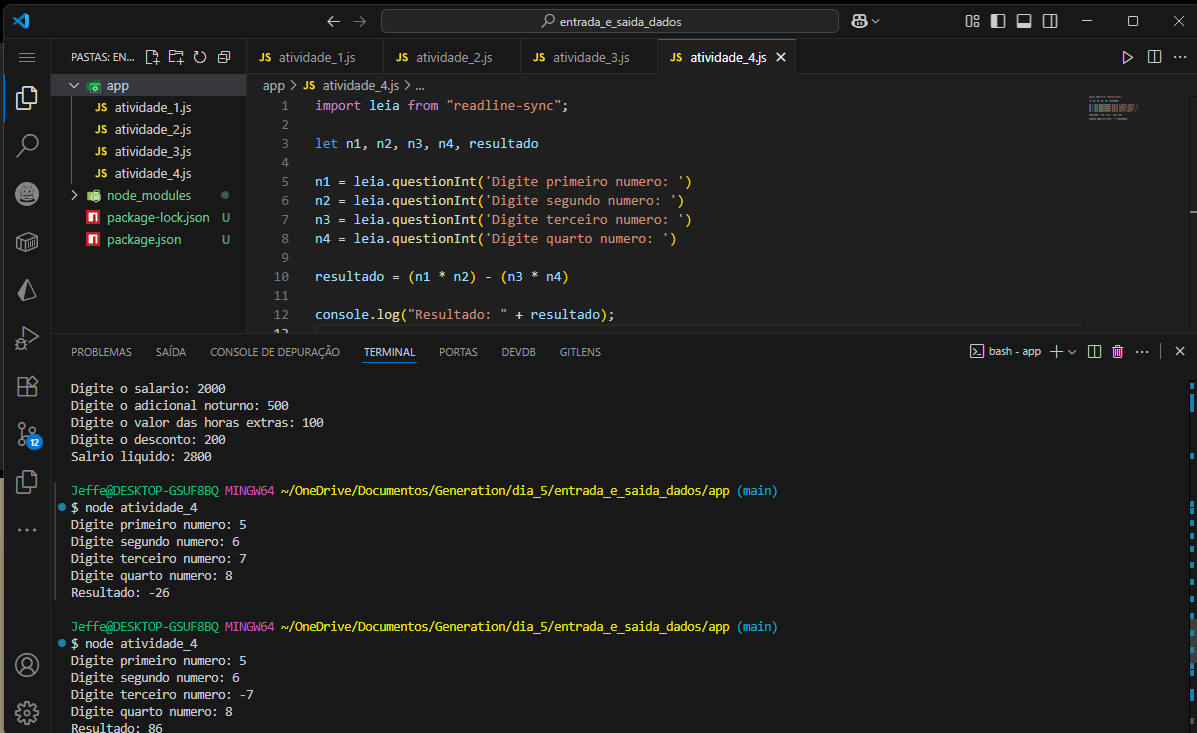 entrada_e_saida_dados
PASTAS: EN...
app
JS atividade_1.js
JS atividade_2.js
JS atividade_3.js
JS atividade_4.js
node_modules
package-lock.json U
package.json U
12
JS atividade_1.js JS atividade_2.js JS atividade_3.js JS atividade_4.js
app > JS atividade_4.js > ...
1 import leia from "readline-sync";
2
3 let n1, n2, n3, n4, resultado
4
5 n1 = leia.questionInt('Digite primeiro numero: ')
6 n2 = leia.questionInt('Digite segundo numero: ')
7 n3 = leia.questionInt('Digite terceiro numero: ')
8 n4 = leia.questionInt('Digite quarto numero: ')
9
10 resultado = (n1 * n2) - (n3 * n4)
11
12 console.log("Resultado: " + resultado);
13
PROBLEMAS SAÍDA CONSOLE DE DEPURAÇÃO TERMINAL PORTAS DEVDB GITLENS bash - app
Digite o salario: 2000
Digite o adicional noturno: 500
Digite o valor das horas extras: 100
Digite o desconto: 200
Salrio liquido: 2800
Jeffe@DESKTOP-GSUF8BQ MINGW64 ~/OneDrive/Documentos/Generation/dia_5/entrada_e_saida_dados/app (main)
$ node atividade_4
Digite primeiro numero: 5
Digite segundo numero: 6
Digite terceiro numero: 7
Digite quarto numero: 8
Resultado: -26
Jeffe@DESKTOP-GSUF8BQ MINGW64 ~/OneDrive/Documentos/Generation/dia_5/entrada_e_saida_dados/app (main)
$ node atividade_4
Digite primeiro numero: 5
Digite segundo numero: 6
Digite terceiro numero: -7
Digite quarto numero: 8
Resultado: 86